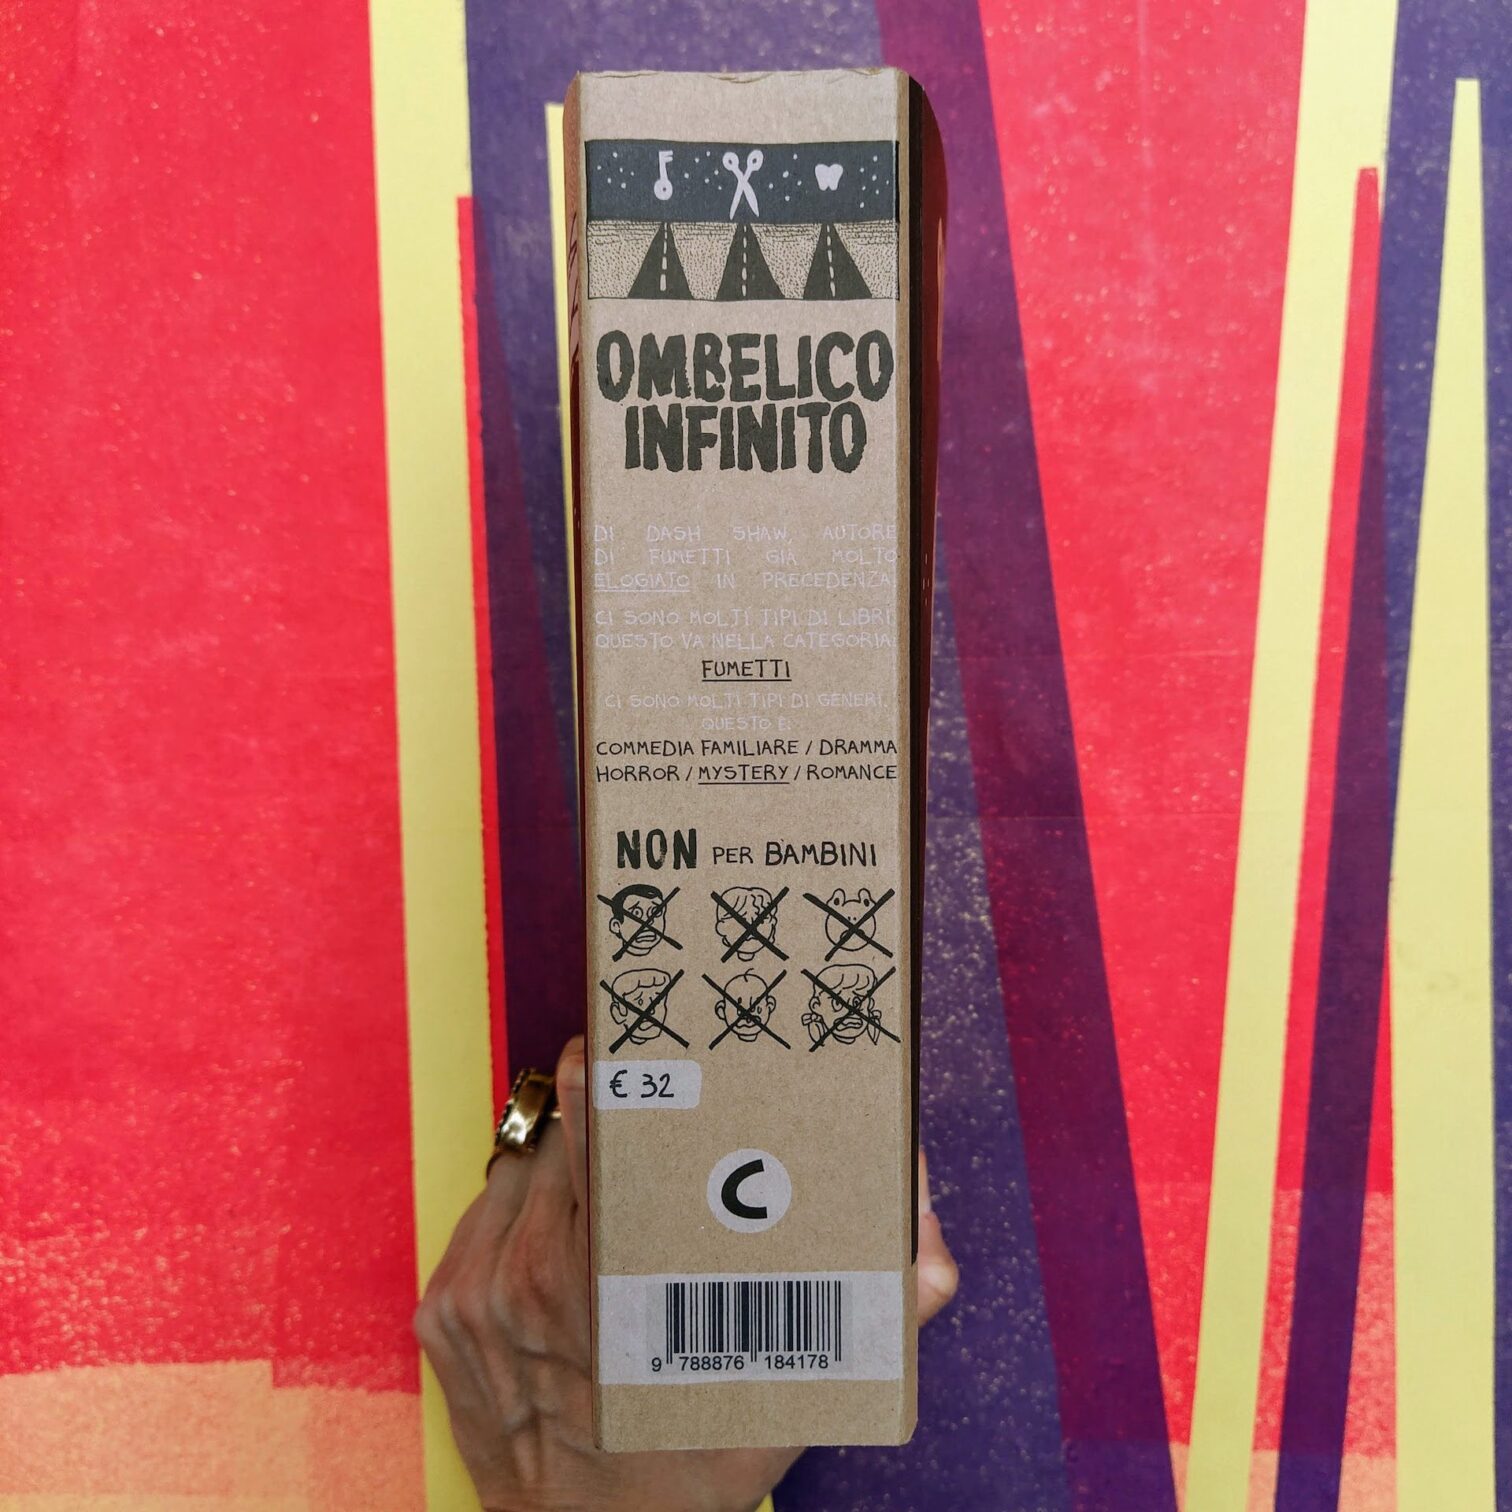 OMBELICO
INFINITO
DI DASH SHAW, AUTORE
DI FUMETTI GIÀ MOLTO
ELOGIATO IN PRECEDENZA.
CI SONO MOLTI TIPI DI LIBRI.
QUESTO VA NELLA CATEGORIA:
FUMETTI
CI SONO MOLTI TIPI DI GENERI.
QUESTO È:
COMMEDIA FAMILIARE / DRAMMA
HORROR / MYSTERY / ROMANCE
NON PER BAMBINI
€ 32
C
9 788876 184178